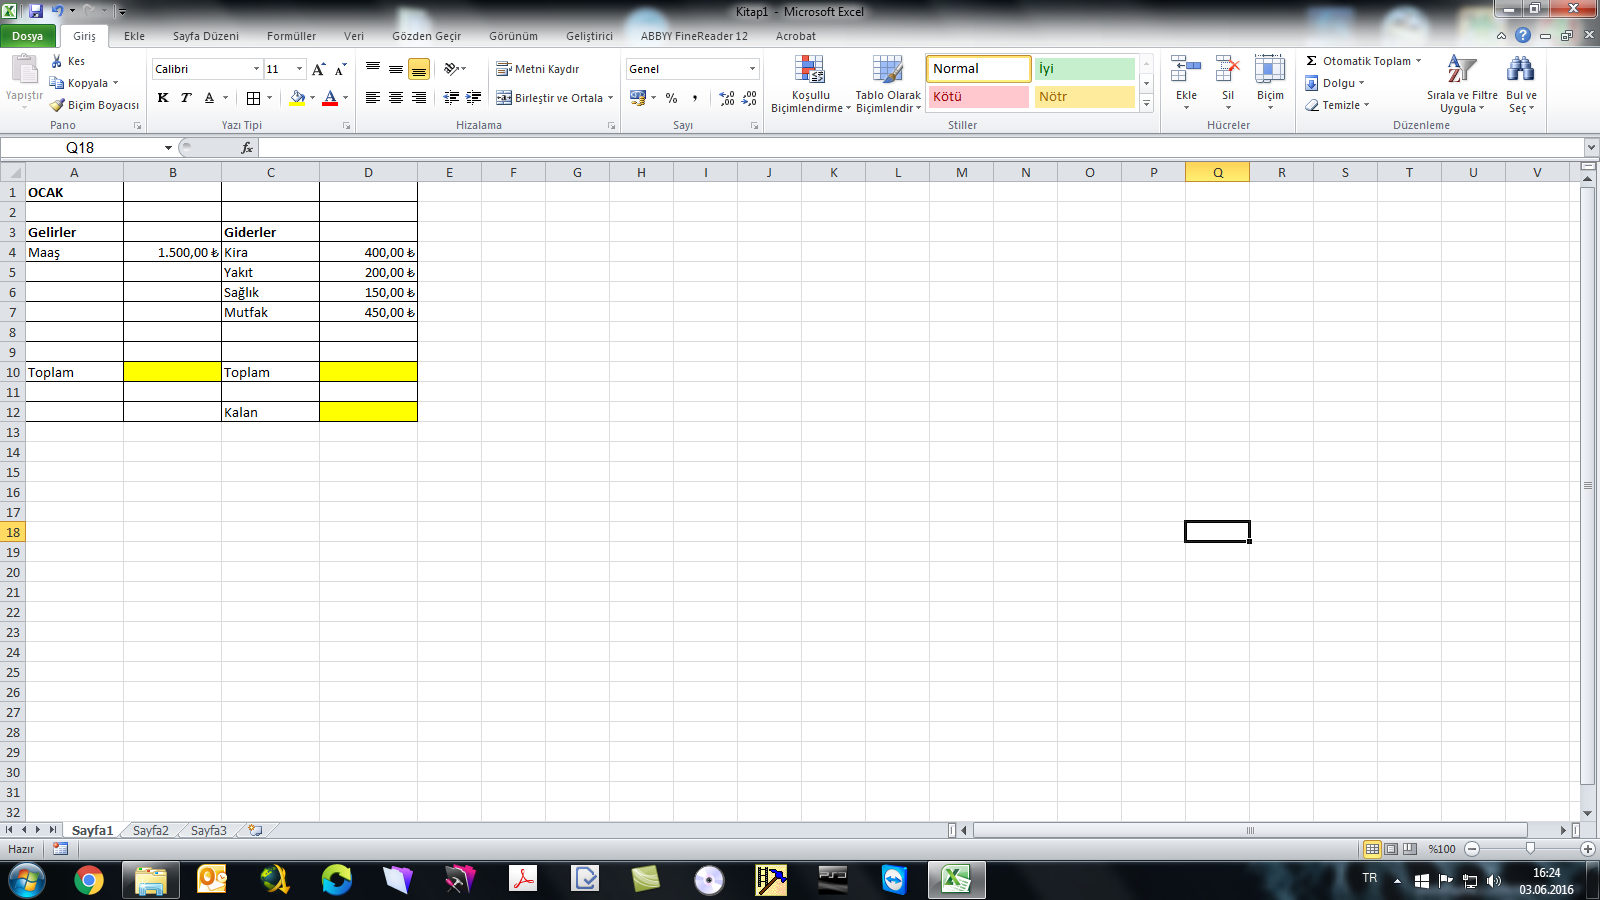 Kitap1 - Microsoft Excel
Dosya Giriş Ekle Sayfa Düzeni Formüller Veri Gözden Geçir Görünüm Geliştirici ABBYY FineReader 12 Acrobat
Yapıştır
Kes
Kopyala
Biçim Boyacısı
Pano
Calibri 11
K T A
Yazı Tipi
Metni Kaydır
Birleştir ve Ortala
Hizalama
Genel
%
Sayı
Koşullu Biçimlendirme
Tablo Olarak Biçimlendir
Normal İyi
Kötü Nötr
Stiller
Ekle Sil Biçim
Hücreler
Σ Otomatik Toplam
Dolgu
Temizle
Sırala ve Filtre Uygula
Bul ve Seç
Düzenleme
Q18 fx
A B C D E F G H I J K L M N O P Q R S T U V
1 OCAK
2
3 Gelirler Giderler
4 Maaş 1.500,00 ₺ Kira 400,00 ₺
5 Yakıt 200,00 ₺
6 Sağlık 150,00 ₺
7 Mutfak 450,00 ₺
8
9
10 Toplam Toplam
11
12 Kalan
13
14
15
16
17
18
19
20
21
22
23
24
25
26
27
28
29
30
31
32
Sayfa1 Sayfa2 Sayfa3
Hazır %100
TR 16:24
03.06.2016